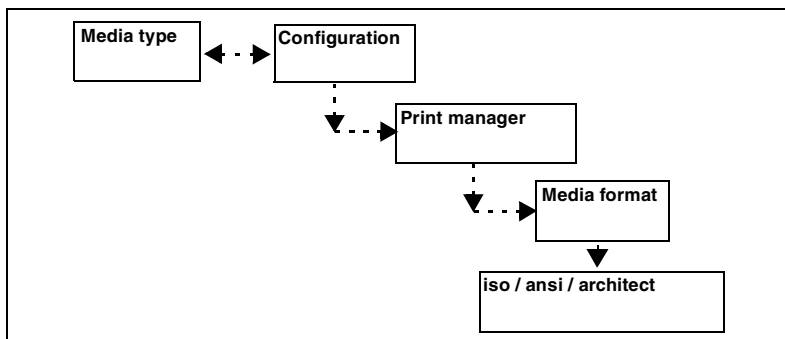 Media type
Configuration
Print manager
Media format
iso / ansi / architect